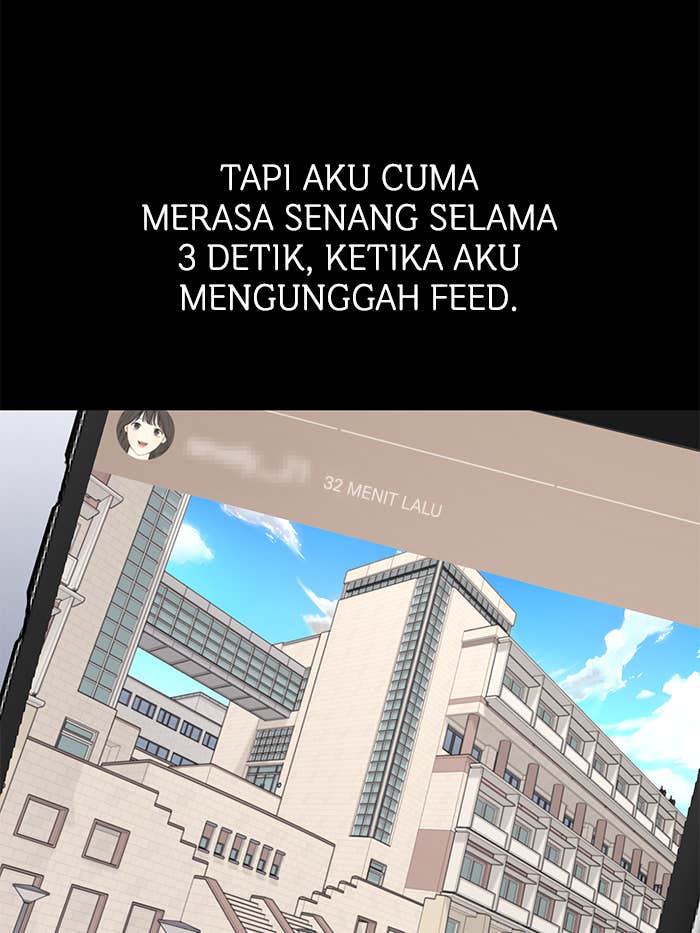 TAPI AKU CUMA
MERASA SENANG SELAMA
3 DETIK, KETIKA AKU
MENGUNGGAH FEED.
32 MENIT LALU